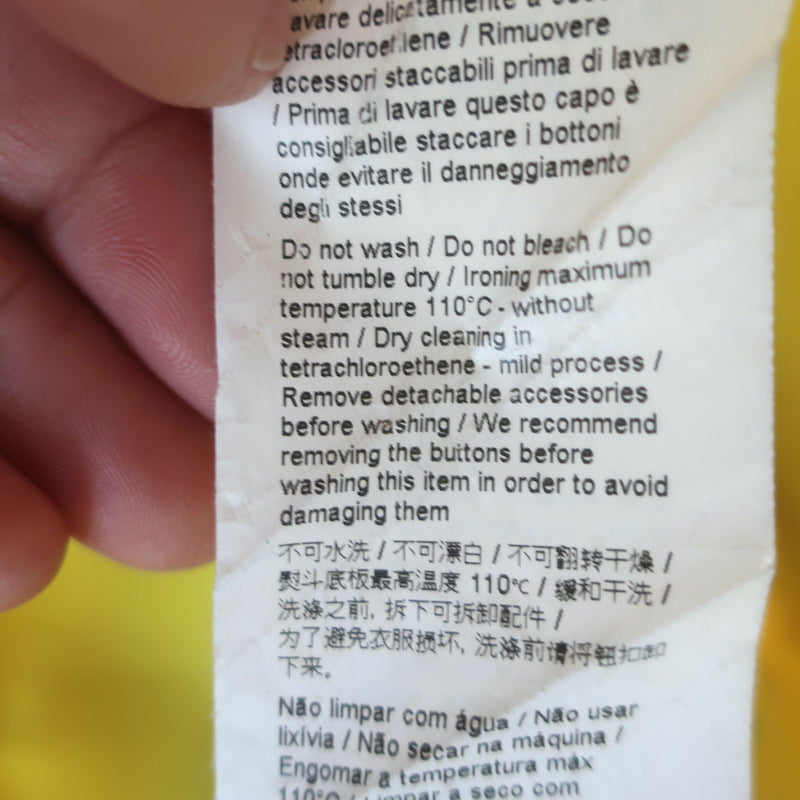 avare delicatamente a
etracloroetilene / Rimuovere
accessori staccabili prima di lavare
/ Prima di lavare questo capo è
consigliabile staccare i bottoni
onde evitare il danneggiamento
degli stessi
Do not wash / Do not bleach / Do
not tumble dry / Ironing maximum
temperature 110°C - without
steam / Dry cleaning in
tetrachloroethene - mild process /
Remove detachable accessories
before washing / We recommend
removing the buttons before
washing this item in order to avoid
damaging them
不可水洗 / 不可漂白 / 不可翻转干燥 /
熨斗底板最高温度 110℃ / 缓和干洗 /
洗涤之前, 拆下可拆卸配件 /
为了避免衣服损坏, 洗涤前请将钮扣卸
下来。
Não limpar com água / Não usar
lixívia / Não secar na máquina /
Engomar a temperatura máx
110°C / Limpar a seco com